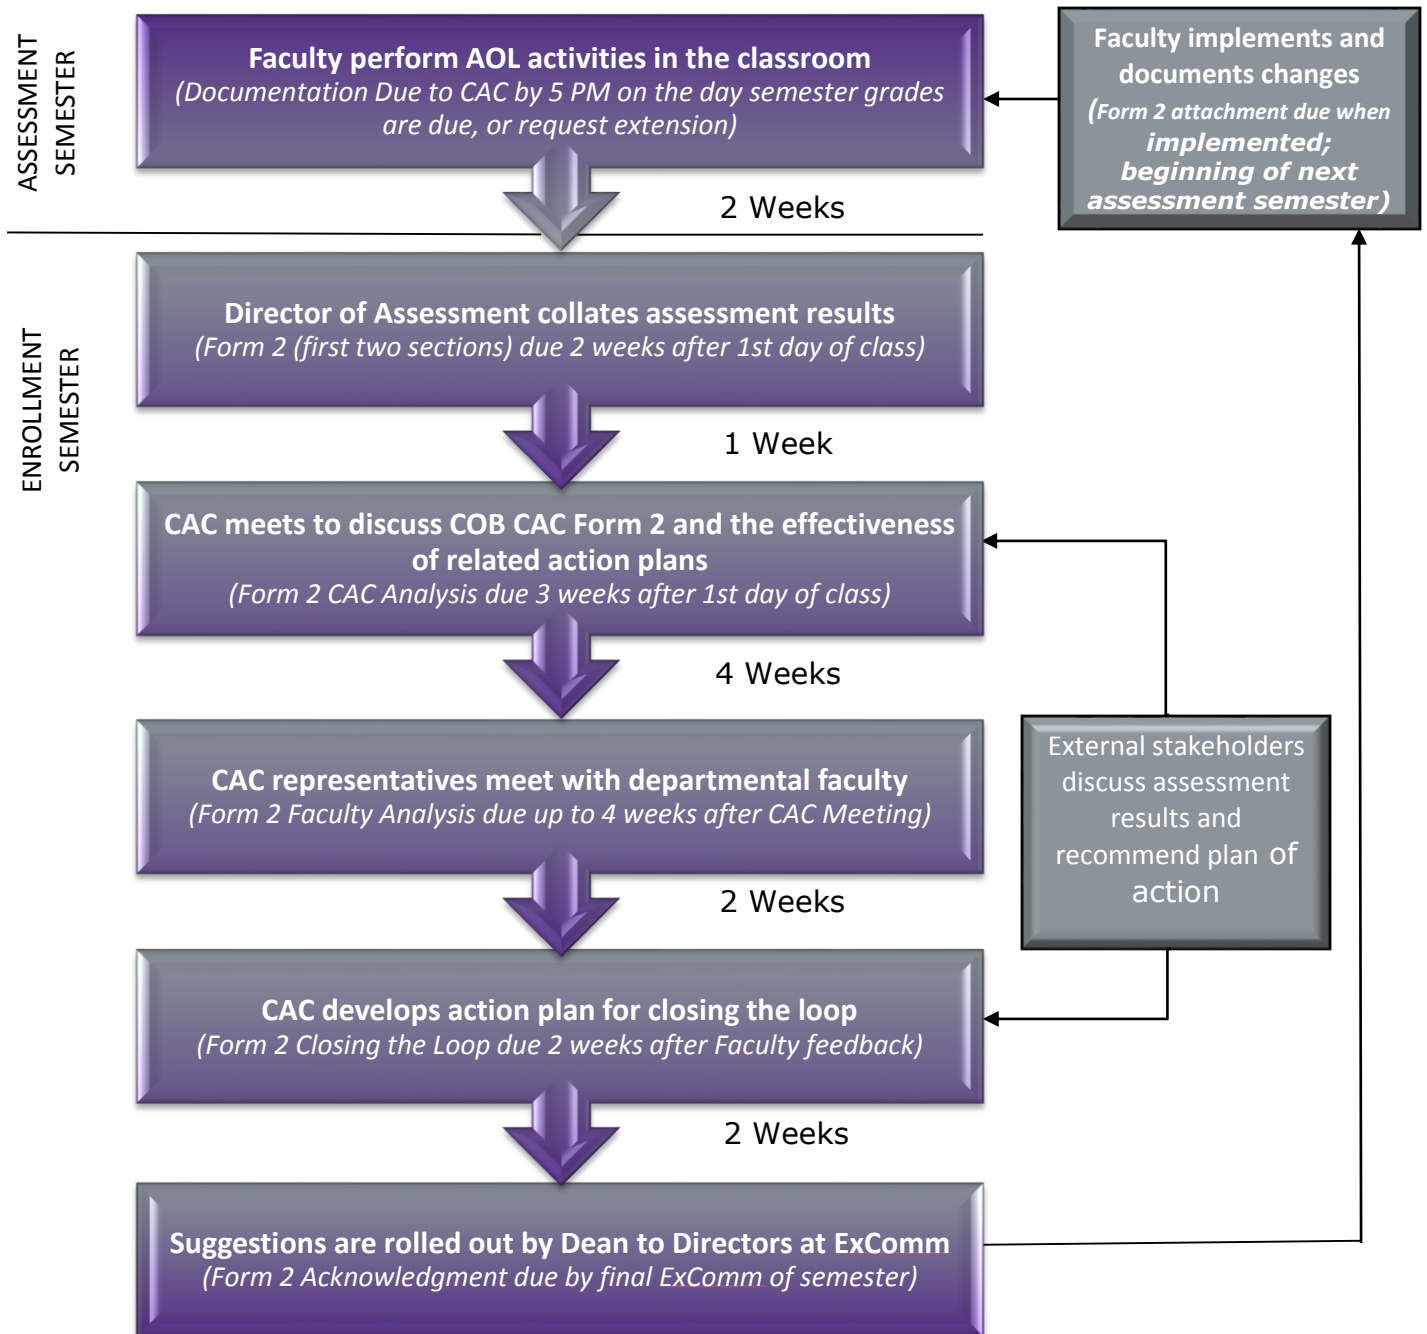 ASSESSMENT
SEMESTER
Faculty perform AOL activities in the classroom
(Documentation Due to CAC by 5 PM on the day semester grades
are due, or request extension)
2 Weeks
Faculty implements and
documents changes
(Form 2 attachment due when
implemented;
beginning of next
assessment semester)
ENROLLMENT
SEMESTER
Director of Assessment collates assessment results
(Form 2 (first two sections) due 2 weeks after 1st day of class)
1 Week
CAC meets to discuss COB CAC Form 2 and the effectiveness
of related action plans
(Form 2 CAC Analysis due 3 weeks after 1st day of class)
4 Weeks
CAC representatives meet with departmental faculty
(Form 2 Faculty Analysis due up to 4 weeks after CAC Meeting)
2 Weeks
External stakeholders
discuss assessment
results and
recommend plan of
action
CAC develops action plan for closing the loop
(Form 2 Closing the Loop due 2 weeks after Faculty feedback)
2 Weeks
Suggestions are rolled out by Dean to Directors at ExComm
(Form 2 Acknowledgment due by final ExComm of semester)